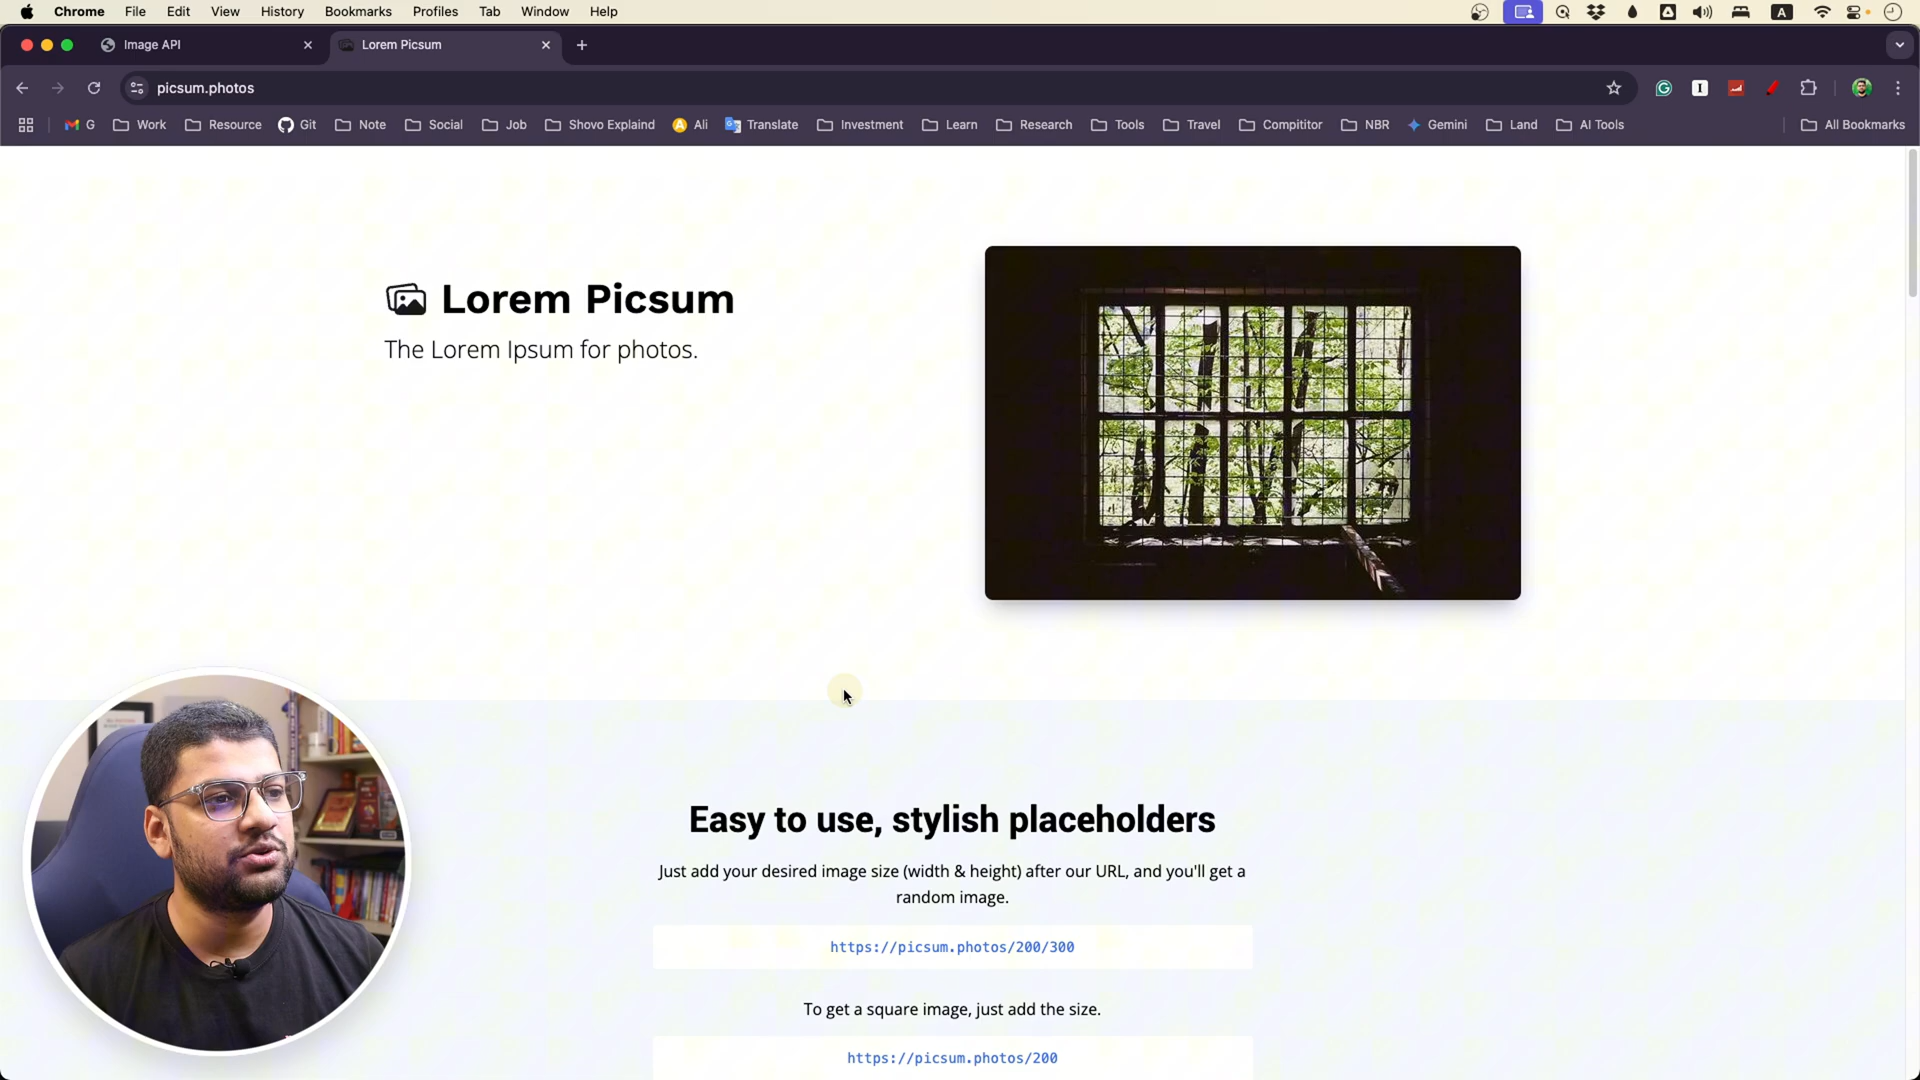 Chrome File Edit View History Bookmarks Profiles Tab Window Help
Image API
Lorem Picsum
picsum.photos
G Work Resource Git Note Social Job Shovo Explaind Ali Translate Investment Learn Research Tools Travel Compititor NBR Gemini Land AI Tools All Bookmarks
Lorem Picsum
The Lorem Ipsum for photos.
Easy to use, stylish placeholders
Just add your desired image size (width & height) after our URL, and you'll get a
random image.
https://picsum.photos/200/300
To get a square image, just add the size.
https://picsum.photos/200